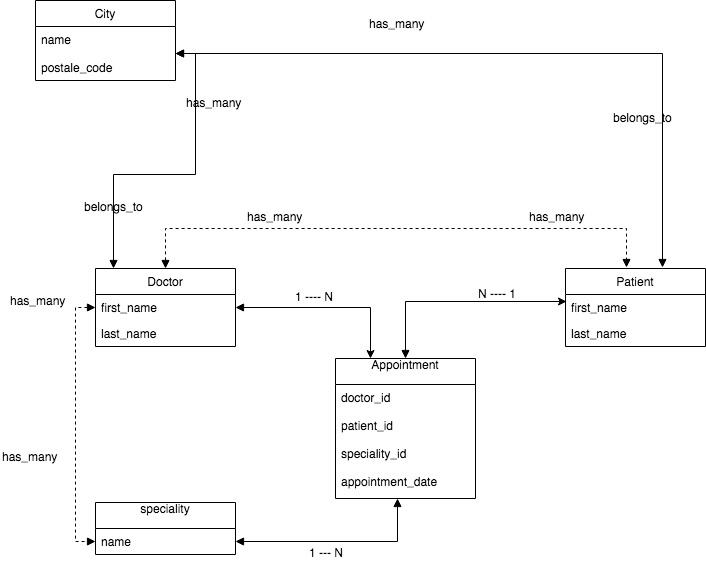 City
has_many
name
postale_code
has_many
belongs_to
belongs_to
has_many
has_many
Doctor
Patient
has_many
first_name
1 ---- N
N ---- 1
first_name
last_name
last_name
Appointment
doctor_id
patient_id
has_many
speciality_id
appointment_date
speciality
name
1 --- N